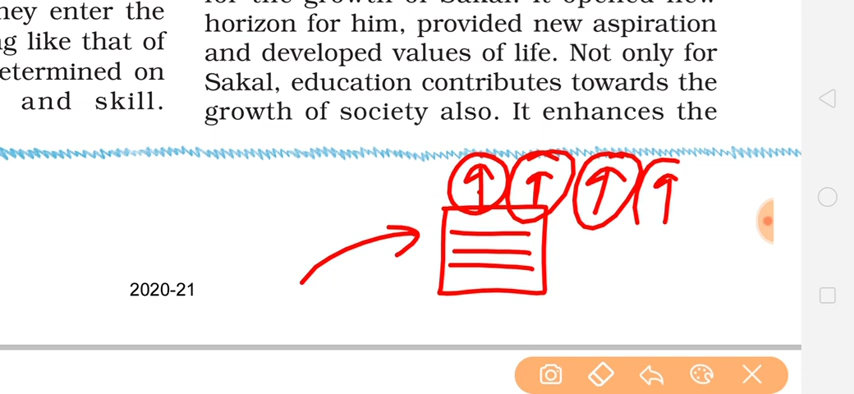 ney enter the
g like that of
etermined on
and skill.
horizon for him, provided new aspiration
and developed values of life. Not only for
Sakal, education contributes towards the
growth of society also. It enhances the
2020-21